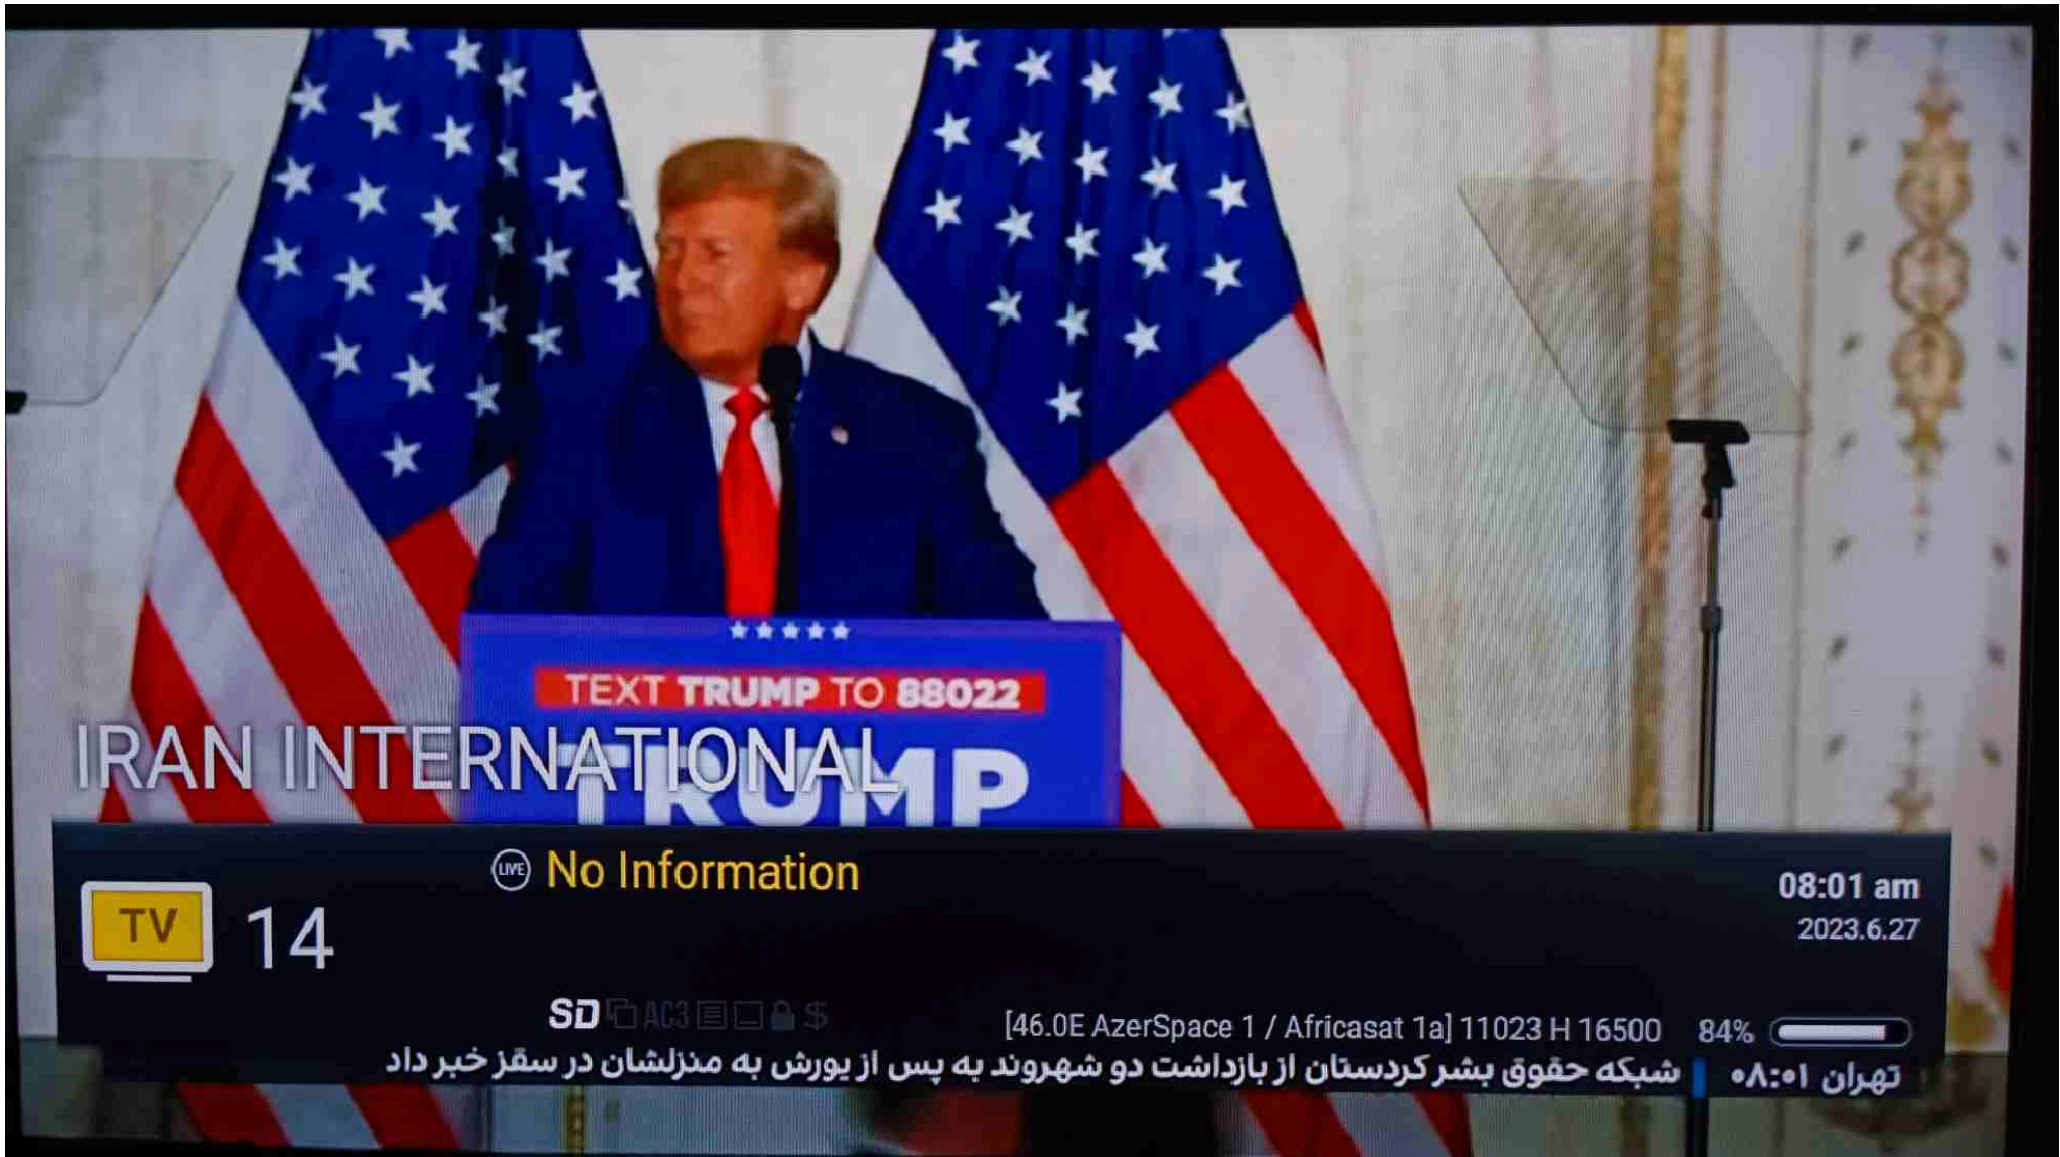 TEXT TRUMP TO 88022
TRUMP
IRAN INTERNATIONAL
LIVE No Information
08:01 am
2023.6.27
TV 14
SD AC3 $
[46.0E AzerSpace 1 / Africasat 1a] 11023 H 16500 84%
تهران ۰۸:۰۱ شبکه حقوق بشر کردستان از بازداشت دو شهروند به پس از یورش به منزلشان در سقز خبر داد